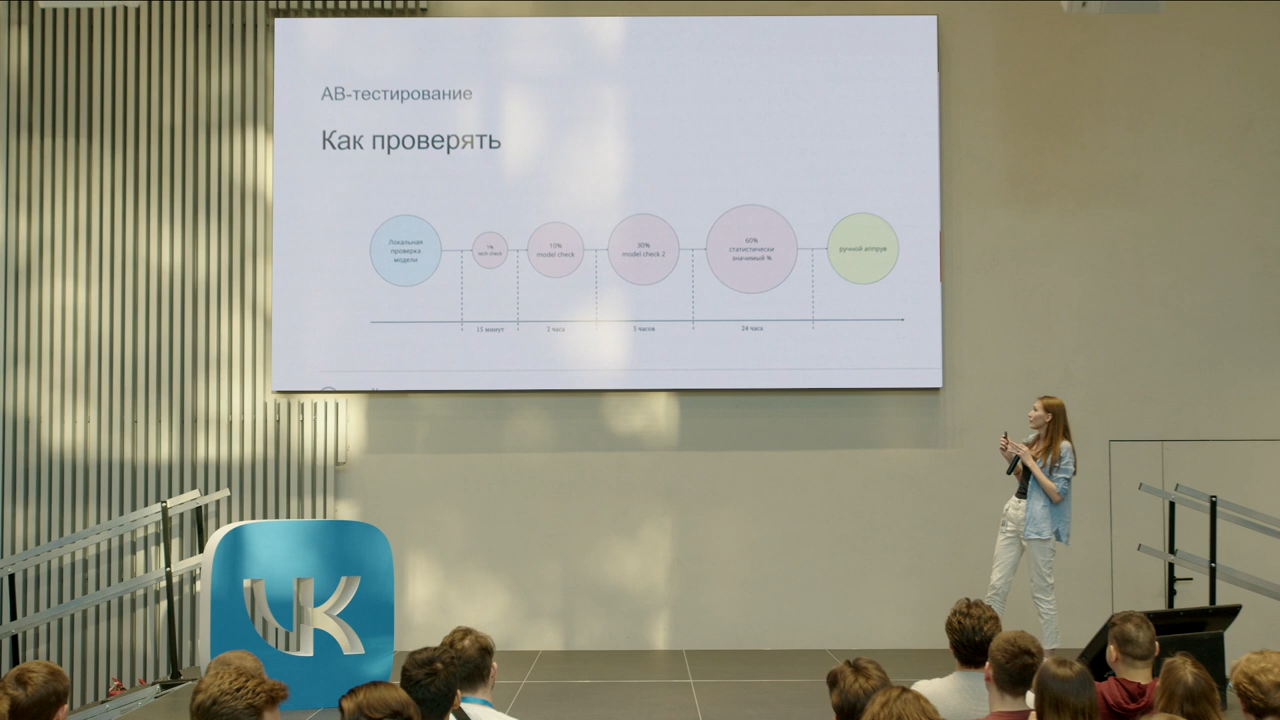 АВ-тестирование
Как проверять
Локальная
проверка
модели
1%
tech check
10%
model check
30%
model check 2
60%
статистически
значимый %
ручной аппрув
15 минут
2 часа
5 часов
24 часа
VK